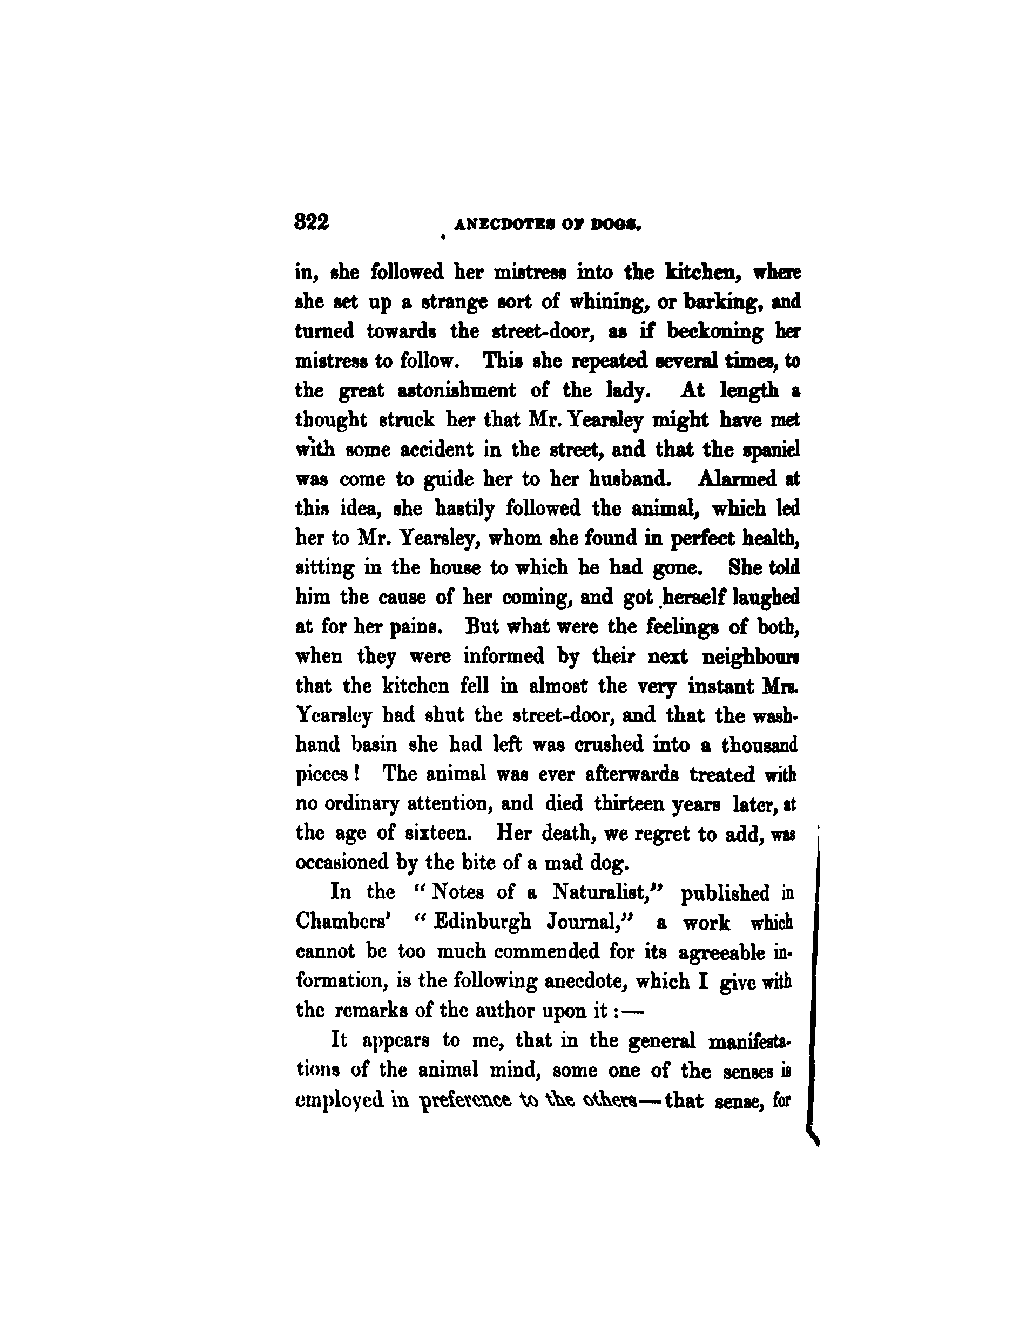 322 ANECDOTES OF DOGS.
in, she followed her mistress into the kitchen, where
she set up a strange sort of whining, or barking, and
turned towards the street-door, as if beckoning her
mistress to follow. This she repeated several times, to
the great astonishment of the lady. At length a
thought struck her that Mr. Yearsley might have met
with some accident in the street, and that the spaniel
was come to guide her to her husband. Alarmed at
this idea, she hastily followed the animal, which led
her to Mr. Yearsley, whom she found in perfect health,
sitting in the house to which he had gone. She told
him the cause of her coming, and got herself laughed
at for her pains. But what were the feelings of both,
when they were informed by their next neighbours
that the kitchen fell in almost the very instant Mrs.
Yearsley had shut the street-door, and that the wash-
hand basin she had left was crushed into a thousand
pieces! The animal was ever afterwards treated with
no ordinary attention, and died thirteen years later, at
the age of sixteen. Her death, we regret to add, was
occasioned by the bite of a mad dog.
In the "Notes of a Naturalist," published in
Chambers' "Edinburgh Journal," a work which
cannot be too much commended for its agreeable in-
formation, is the following anecdote, which I give with
the remarks of the author upon it:—
It appears to me, that in the general manifesta-
tions of the animal mind, some one of the senses is
employed in preference to the others—that sense, for